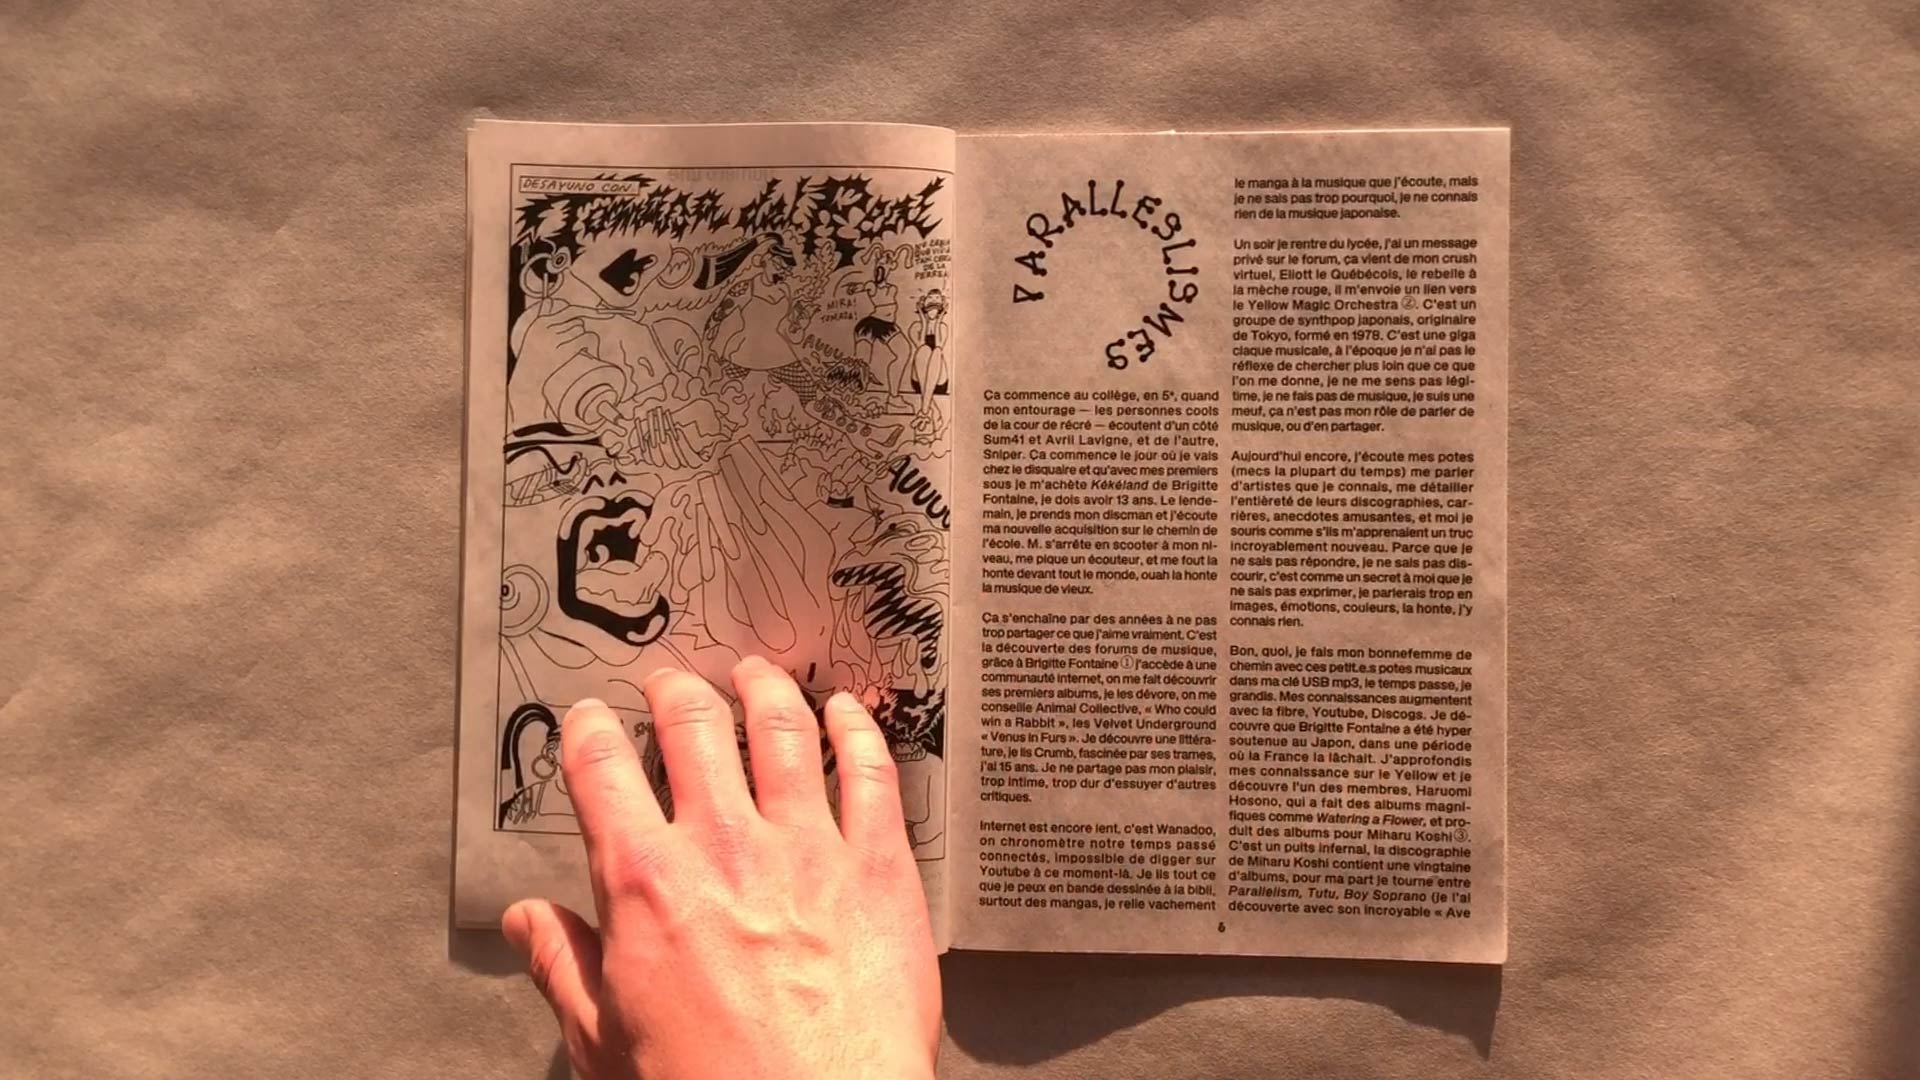 DESAYUNO CON
Tomasa del Real
MIRA!
TOMASA!
AUUU
AUUUU
PARALLESLISMES
Ça commence au collège, en 5e, quand
mon entourage — les personnes cools
de la cour de récré — écoutent d'un côté
Sum41 et Avril Lavigne, et de l'autre,
Sniper. Ça commence le jour où je vais
chez le disquaire et qu'avec mes premiers
sous je m'achète Kékéland de Brigitte
Fontaine, je dois avoir 13 ans. Le lende-
main, je prends mon discman et j'écoute
ma nouvelle acquisition sur le chemin de
l'école. M. s'arrête en scooter à mon ni-
veau, me pique un écouteur, et me fout la
honte devant tout le monde, ouah la honte
la musique de vieux.
Ça s'enchaîne par des années à ne pas
trop partager ce que j'aime vraiment. C'est
la découverte des forums de musique,
grâce à Brigitte Fontaine ① j'accède à une
communauté internet, on me fait découvrir
ses premiers albums, je les dévore, on me
conseille Animal Collective, « Who could
win a Rabbit », les Velvet Underground
« Venus in Furs ». Je découvre une littéra-
ture, je lis Crumb, fascinée par ses trames,
j'ai 15 ans. Je ne partage pas mon plaisir,
trop intime, trop dur d'essuyer d'autres
critiques.
Internet est encore lent, c'est Wanadoo,
on chronomètre notre temps passé
connectés, impossible de digger sur
Youtube à ce moment-là. Je lis tout ce
que je peux en bande dessinée à la bibli,
surtout des mangas, je relie vachement
le manga à la musique que j'écoute, mais
je ne sais pas trop pourquoi, je ne connais
rien de la musique japonaise.
Un soir je rentre du lycée, j'ai un message
privé sur le forum, ça vient de mon crush
virtuel, Eliott le Québécois, le rebelle à
la mèche rouge, il m'envoie un lien vers
le Yellow Magic Orchestra ②. C'est un
groupe de synthpop japonais, originaire
de Tokyo, formé en 1978. C'est une giga
claque musicale, à l'époque je n'ai pas le
réflexe de chercher plus loin que ce que
l'on me donne, je ne me sens pas légi-
time, je ne fais pas de musique, je suis une
meuf, ça n'est pas mon rôle de parler de
musique, ou d'en partager.
Aujourd'hui encore, j'écoute mes potes
(mecs la plupart du temps) me parler
d'artistes que je connais, me détailler
l'entièreté de leurs discographies, car-
rières, anecdotes amusantes, et moi je
souris comme s'ils m'apprenaient un truc
incroyablement nouveau. Parce que je
ne sais pas répondre, je ne sais pas dis-
courir, c'est comme un secret à moi que je
ne sais pas exprimer, je parlerais trop en
images, émotions, couleurs, la honte, j'y
connais rien.
Bon, quoi, je fais mon bonnefemme de
chemin avec ces petit.e.s potes musicaux
dans ma clé USB mp3, le temps passe, je
grandis. Mes connaissances augmentent
avec la fibre, Youtube, Discogs. Je dé-
couvre que Brigitte Fontaine a été hyper
soutenue au Japon, dans une période
où la France la lâchait. J'approfondis
mes connaissance sur le Yellow et je
découvre l'un des membres, Haruomi
Hosono, qui a fait des albums magni-
fiques comme Watering a Flower, et pro-
duit des albums pour Miharu Koshi③.
C'est un puits infernal, la discographie
de Miharu Koshi contient une vingtaine
d'albums, pour ma part je tourne entre
Parallelism, Tutu, Boy Soprano (je l'ai
découverte avec son incroyable « Ave
6